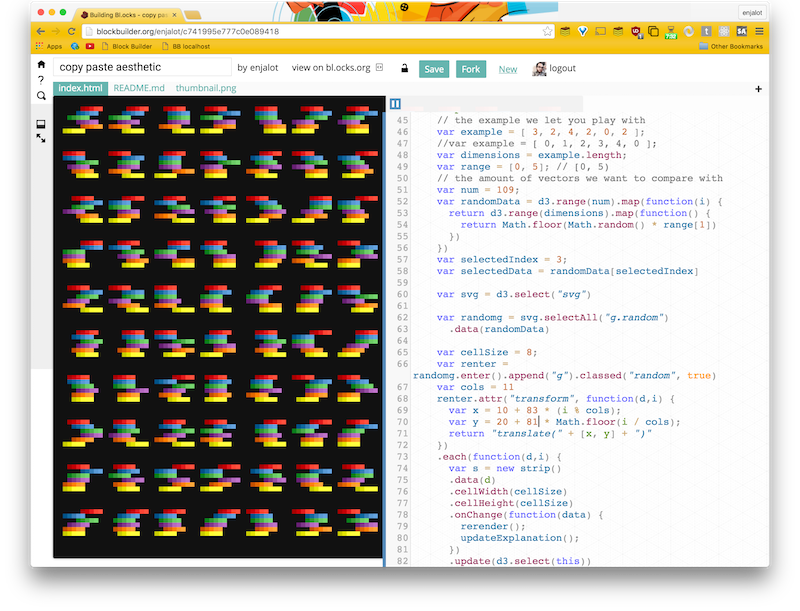 Building Bl.ocks - copy pas
enjalot
blockbuilder.org/enjalot/c741995e777c0e089418
Apps
Block Builder
BB localhost
Other Bookmarks
copy paste aesthetic
by enjalot
view on bl.ocks.org
Save
Fork
New
logout
index.html
README.md
thumbnail.png
45 // the example we let you play with
46 var example = [ 3, 2, 4, 2, 0, 2 ];
47 //var example = [ 0, 1, 2, 3, 4, 0 ];
48 var dimensions = example.length;
49 var range = [0, 5]; // [0, 5)
50 // the amount of vectors we want to compare with
51 var num = 109;
52 var randomData = d3.range(num).map(function(i) {
53 return d3.range(dimensions).map(function() {
54 return Math.floor(Math.random() * range[1])
55 })
56 })
57 var selectedIndex = 3;
58 var selectedData = randomData[selectedIndex]
59
60 var svg = d3.select("svg")
61
62 var randomg = svg.selectAll("g.random")
63 .data(randomData)
64
65 var cellSize = 8;
66 var renter =
randomg.enter().append("g").classed("random", true)
67 var cols = 11
68 renter.attr("transform", function(d,i) {
69 var x = 10 + 83 * (i % cols);
70 var y = 20 + 81 * Math.floor(i / cols);
71 return "translate(" + [x, y] + ")"
72 })
73 .each(function(d,i) {
74 var s = new strip()
75 .data(d)
76 .cellWidth(cellSize)
77 .cellHeight(cellSize)
78 .onChange(function(data) {
79 rerender();
80 updateExplanation();
81 })
82 .update(d3.select(this))